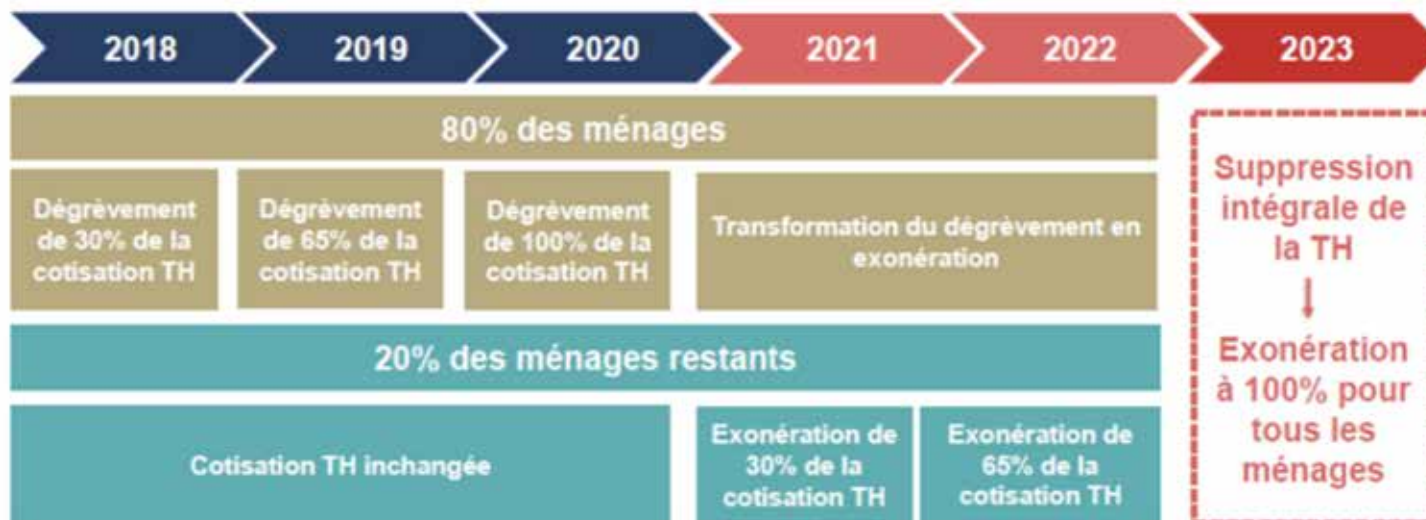 2018
2019
2020
2021
2022
2023
80% des ménages
Dégrèvement
de 30% de la
cotisation TH
Dégrèvement
de 65% de la
cotisation TH
Dégrèvement
de 100% de la
cotisation TH
Transformation du dégrèvement en
exonération
20% des ménages restants
Cotisation TH inchangée
Exonération de
30% de la
cotisation TH
Exonération de
65% de la
cotisation TH
Suppression
intégrale de
la TH
Exonération
à 100% pour
tous les
ménages